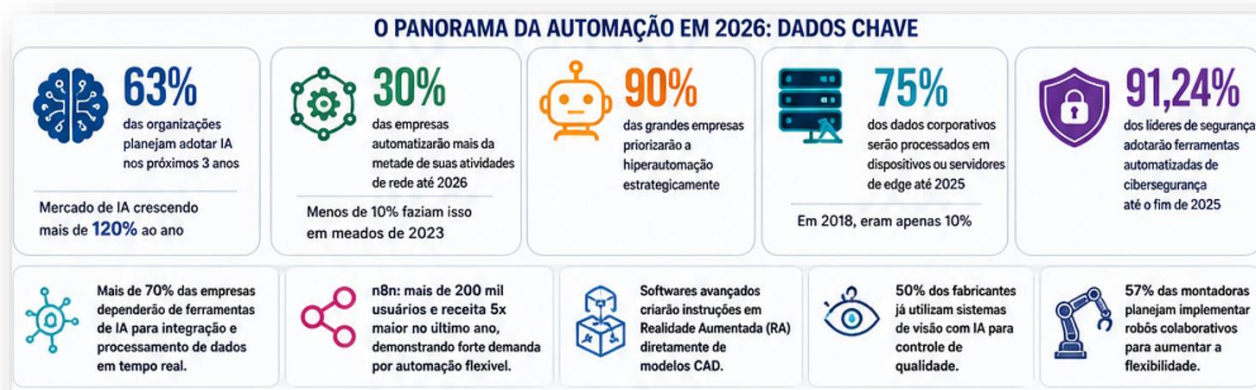 O PANORAMA DA AUTOMAÇÃO EM 2026: DADOS CHAVE
63%
das organizações
planejam adotar IA
nos próximos 3 anos
Mercado de IA crescendo
mais de 120% ao ano
30%
das empresas
automatizarão mais da
metade de suas atividades
de rede até 2026
Menos de 10% faziam isso
em meados de 2023
90%
das grandes empresas
priorizarão a
hiperautomação
estrategicamente
75%
dos dados corporativos
serão processados em
dispositivos ou servidores
de edge até 2025
Em 2018, eram apenas 10%
91,24%
dos líderes de segurança
adotarão ferramentas
automatizadas de
cibersegurança
até o fim de 2025
Mais de 70% das empresas
dependerão de ferramentas
de IA para integração e
processamento de dados
em tempo real.
n8n: mais de 200 mil
usuários e receita 5x
maior no último ano,
demonstrando forte demanda
por automação flexível.
Softwares avançados
criarão instruções em
Realidade Aumentada (RA)
diretamente de
modelos CAD.
50% dos fabricantes
já utilizam sistemas
de visão com IA para
controle de
qualidade.
57% das montadoras
planejam implementar
robôs colaborativos
para aumentar a
flexibilidade.